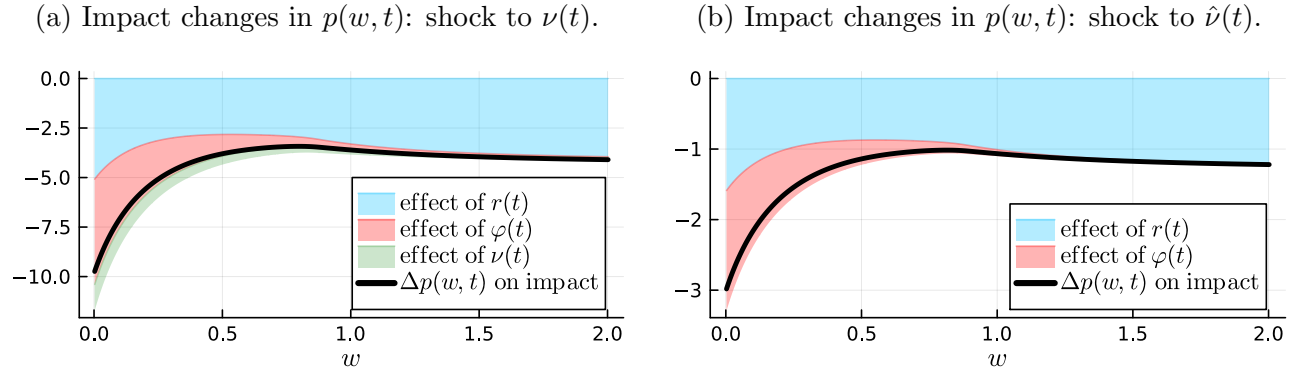 (a) Impact changes in p(w, t): shock to ν(t).
0.0
−2.5
−5.0
−7.5
−10.0
effect of r(t)
effect of φ(t)
effect of ν(t)
Δp(w, t) on impact
0.0 0.5 1.0 1.5 2.0
w
(b) Impact changes in p(w, t): shock to ν̂(t).
0
−1
−2
−3
effect of r(t)
effect of φ(t)
Δp(w, t) on impact
0.0 0.5 1.0 1.5 2.0
w